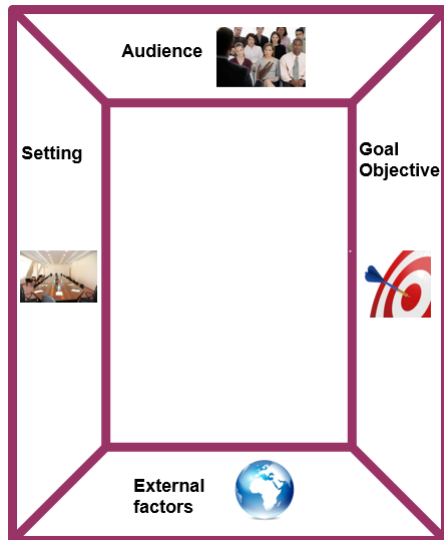 Audience
Setting
Goal
Objective
External
factors